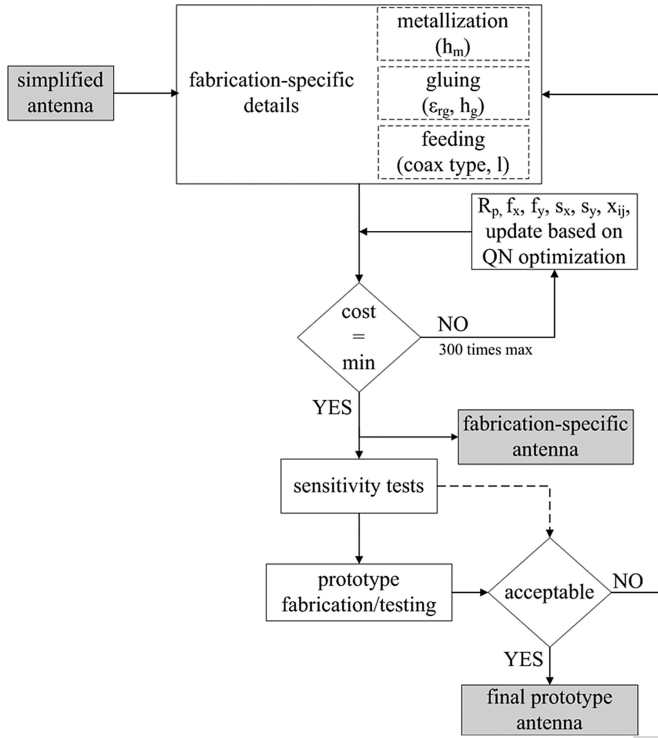 simplified
antenna
fabrication-specific
details
metallization
(hm)
gluing
(εrg, hg)
feeding
(coax type, l)
Rp, fx, fy, sx, sy, xij,
update based on
QN optimization
cost
=
min
NO
300 times max
YES
fabrication-specific
antenna
sensitivity tests
prototype
fabrication/testing
acceptable
NO
YES
final prototype
antenna